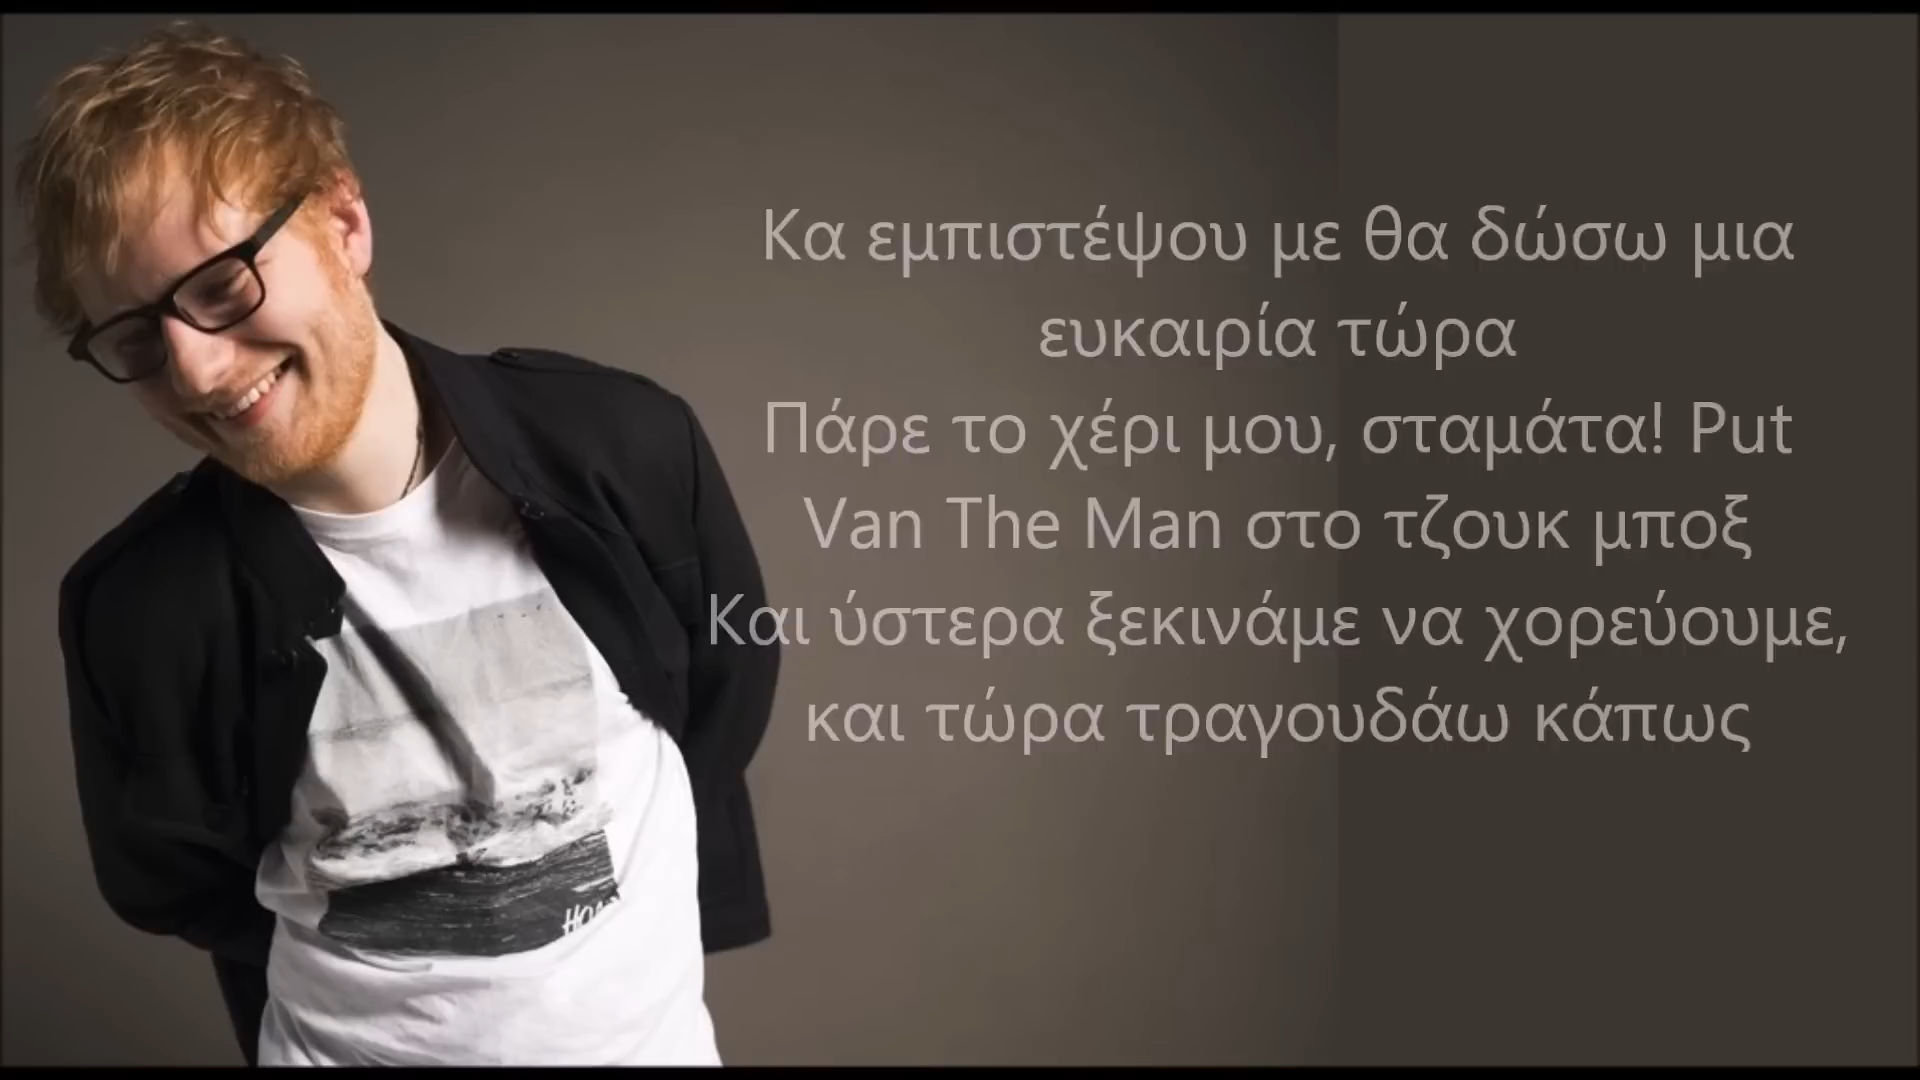 Κα εμπιστέψου με θα δώσω μια
ευκαιρία τώρα
Πάρε το χέρι μου, σταμάτα! Put
Van The Man στο τζουκ μποξ
Και ύστερα ξεκινάμε να χορεύουμε,
και τώρα τραγουδάω κάπως